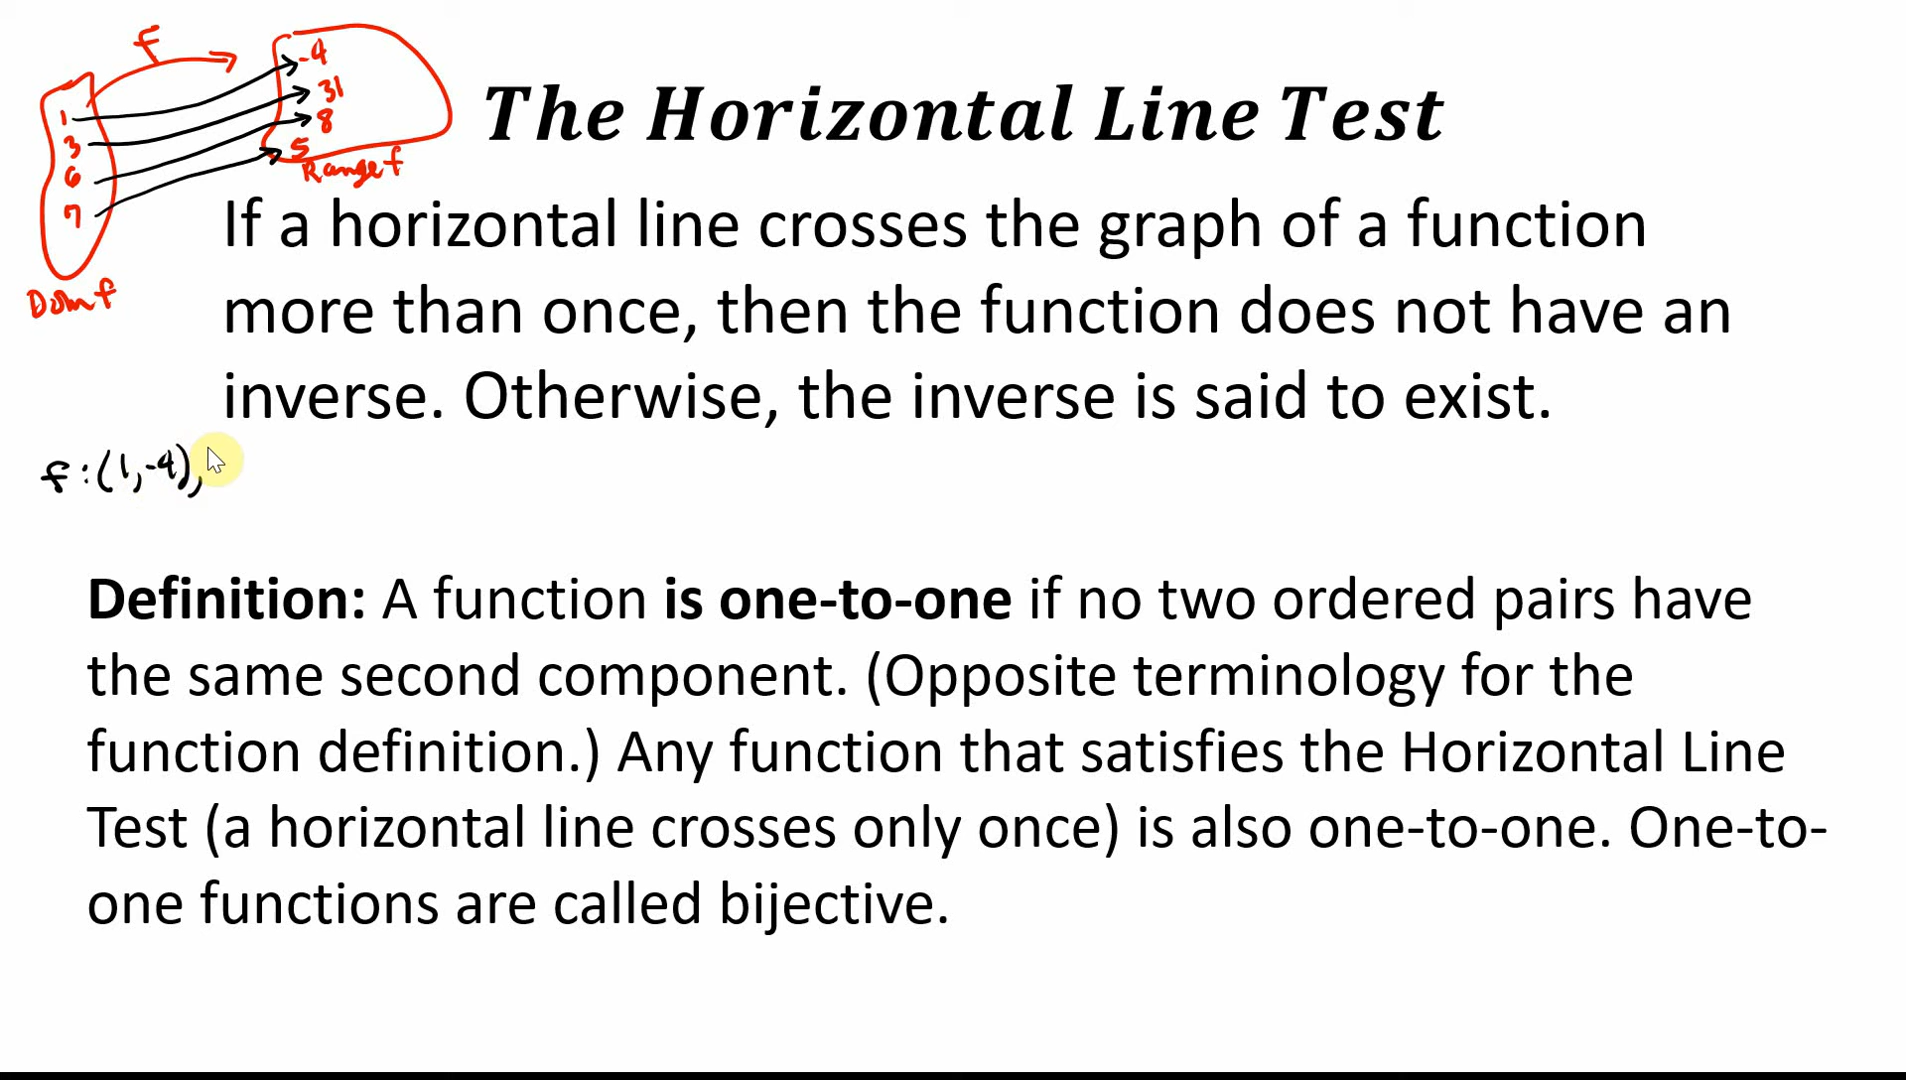 f
-4
31
8
5
Range f
1
3
6
7
Dom f
The Horizontal Line Test
If a horizontal line crosses the graph of a function
more than once, then the function does not have an
inverse. Otherwise, the inverse is said to exist.
f : (1, -4),
Definition: A function is one-to-one if no two ordered pairs have
the same second component. (Opposite terminology for the
function definition.) Any function that satisfies the Horizontal Line
Test (a horizontal line crosses only once) is also one-to-one. One-to-
one functions are called bijective.